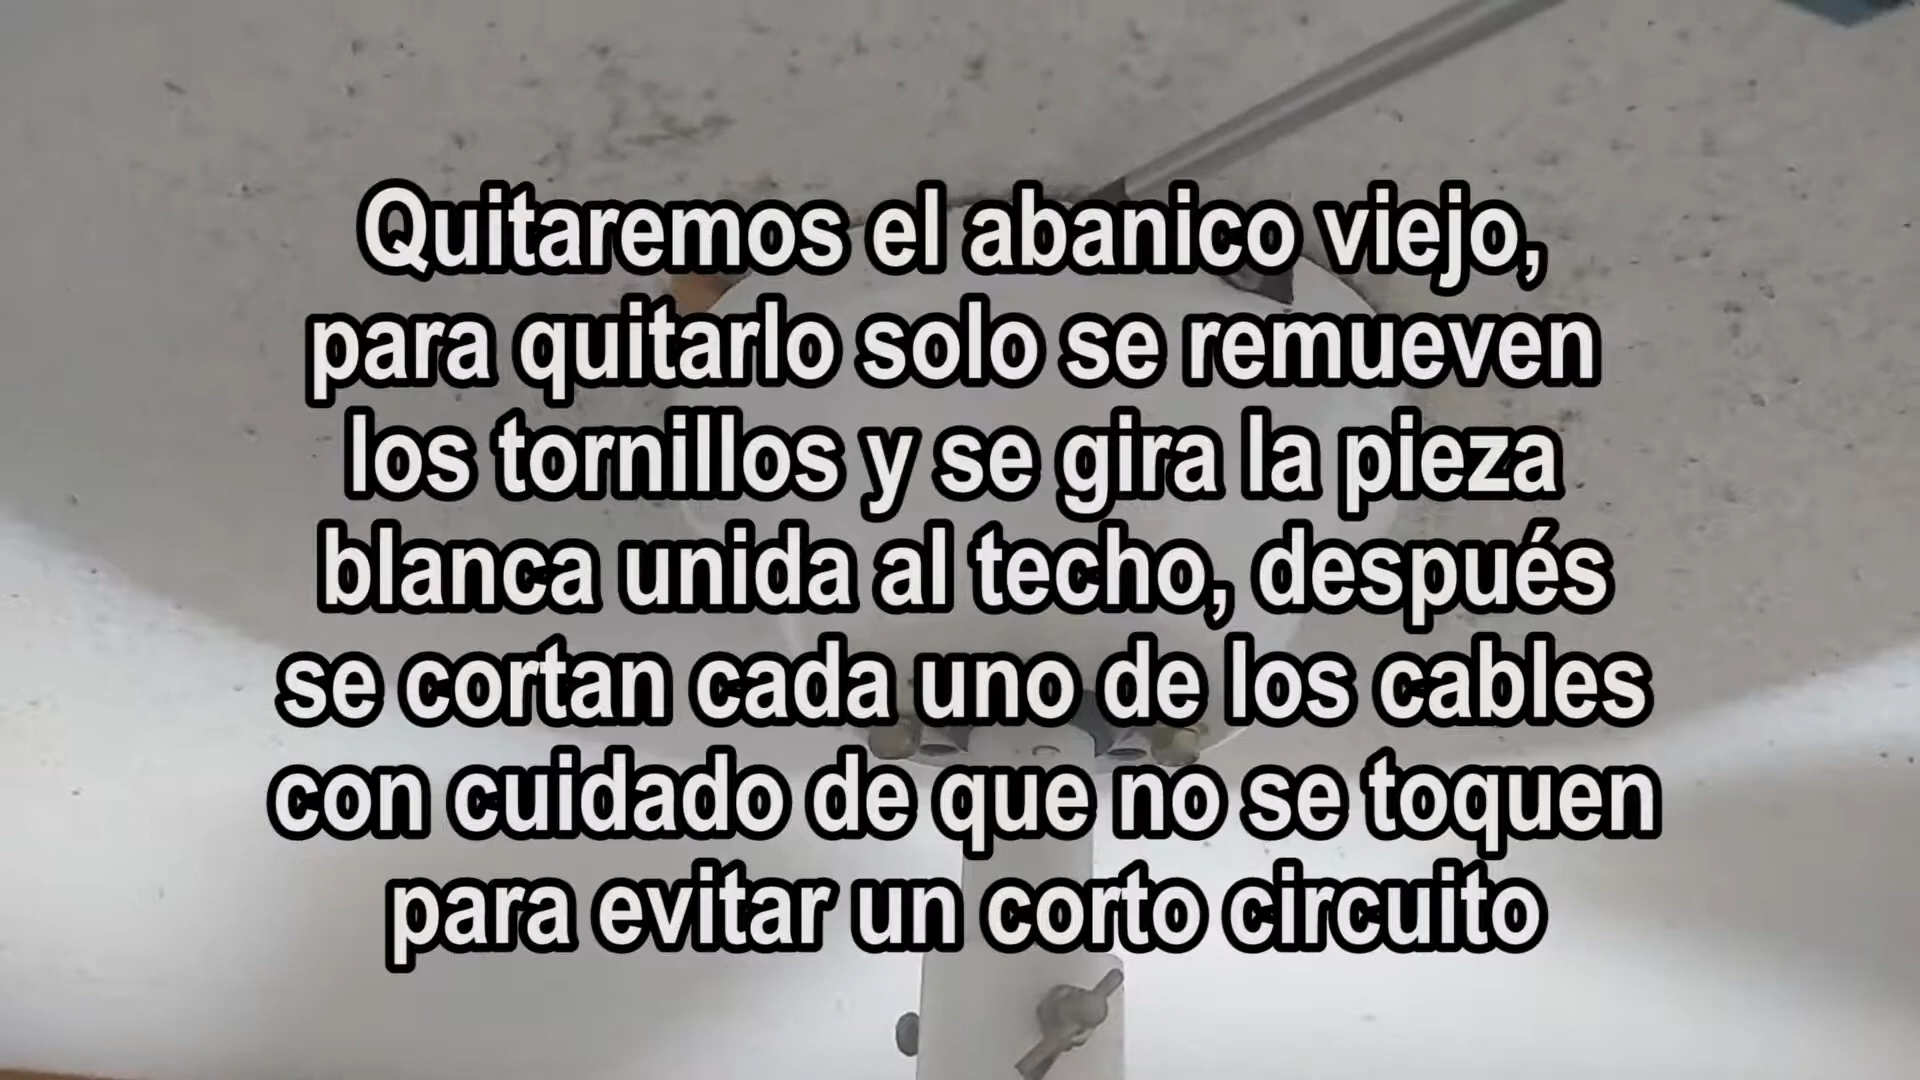 Quitaremos el abanico viejo,
para quitarlo solo se remueven
los tornillos y se gira la pieza
blanca unida al techo, después
se cortan cada uno de los cables
con cuidado de que no se toquen
para evitar un corto circuito